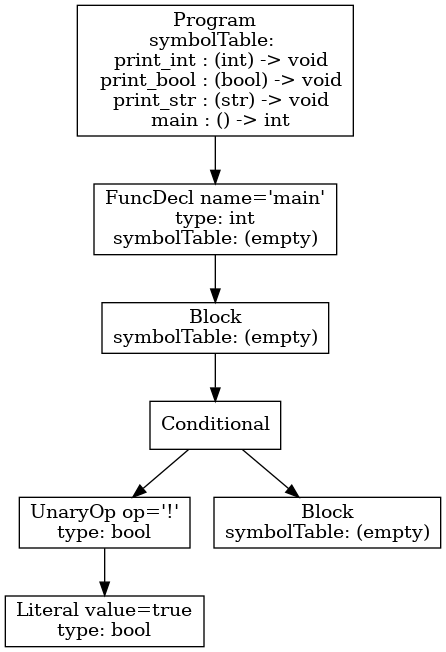 Program
symbolTable:
print_int : (int) -> void
print_bool : (bool) -> void
print_str : (str) -> void
main : () -> int
FuncDecl name='main'
type: int
symbolTable: (empty)
Block
symbolTable: (empty)
Conditional
UnaryOp op='!'
type: bool
Block
symbolTable: (empty)
Literal value=true
type: bool